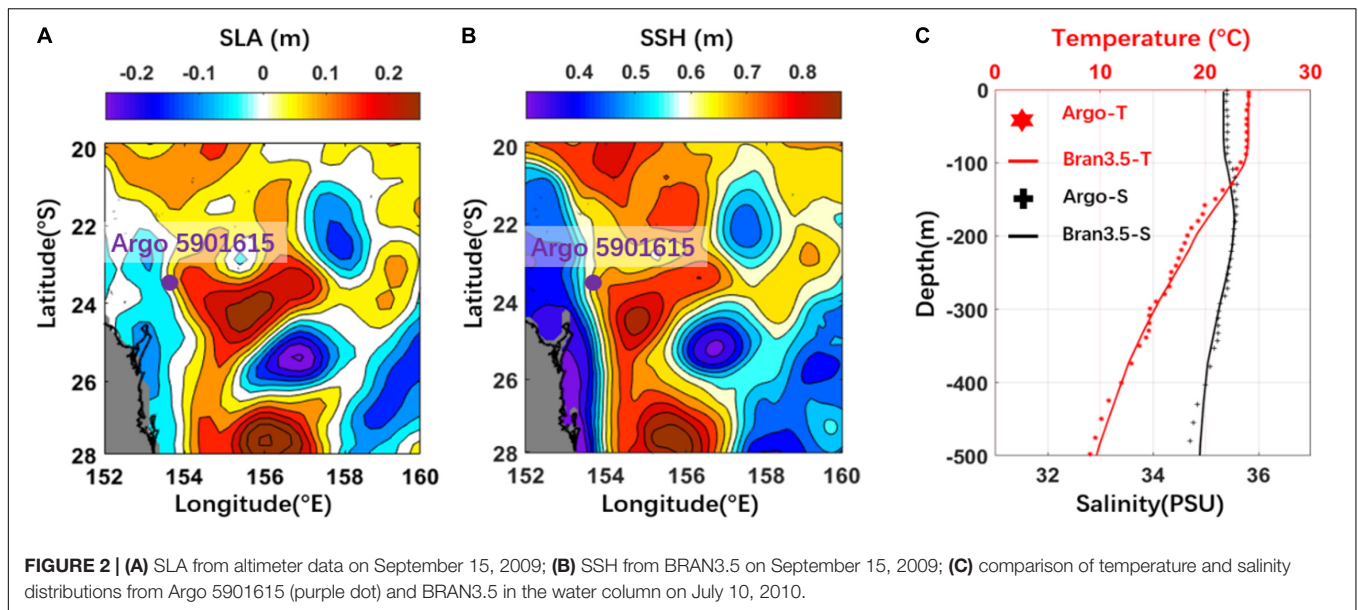 A
SLA (m)
-0.2 -0.1 0 0.1 0.2
20
22
24
26
28
Latitude(°S)
Argo 5901615
152 154 156 158 160
Longitude(°E)
B
SSH (m)
0.4 0.5 0.6 0.7 0.8
20
22
24
26
28
Latitude(°S)
Argo 5901615
152 154 156 158 160
Longitude(°E)
C
Temperature (°C)
0 10 20 30
0
-100
-200
-300
-400
-500
Depth(m)
Argo-T
Bran3.5-T
Argo-S
Bran3.5-S
32 34 36
Salinity(PSU)
FIGURE 2 | (A) SLA from altimeter data on September 15, 2009; (B) SSH from BRAN3.5 on September 15, 2009; (C) comparison of temperature and salinity
distributions from Argo 5901615 (purple dot) and BRAN3.5 in the water column on July 10, 2010.